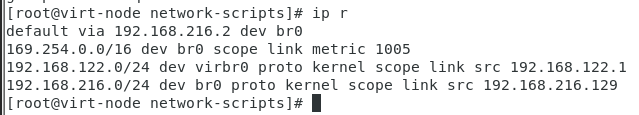 [root@virt-node network-scripts]# ip r
default via 192.168.216.2 dev br0
169.254.0.0/16 dev br0 scope link metric 1005
192.168.122.0/24 dev virbr0 proto kernel scope link src 192.168.122.1
192.168.216.0/24 dev br0 proto kernel scope link src 192.168.216.129
[root@virt-node network-scripts]#